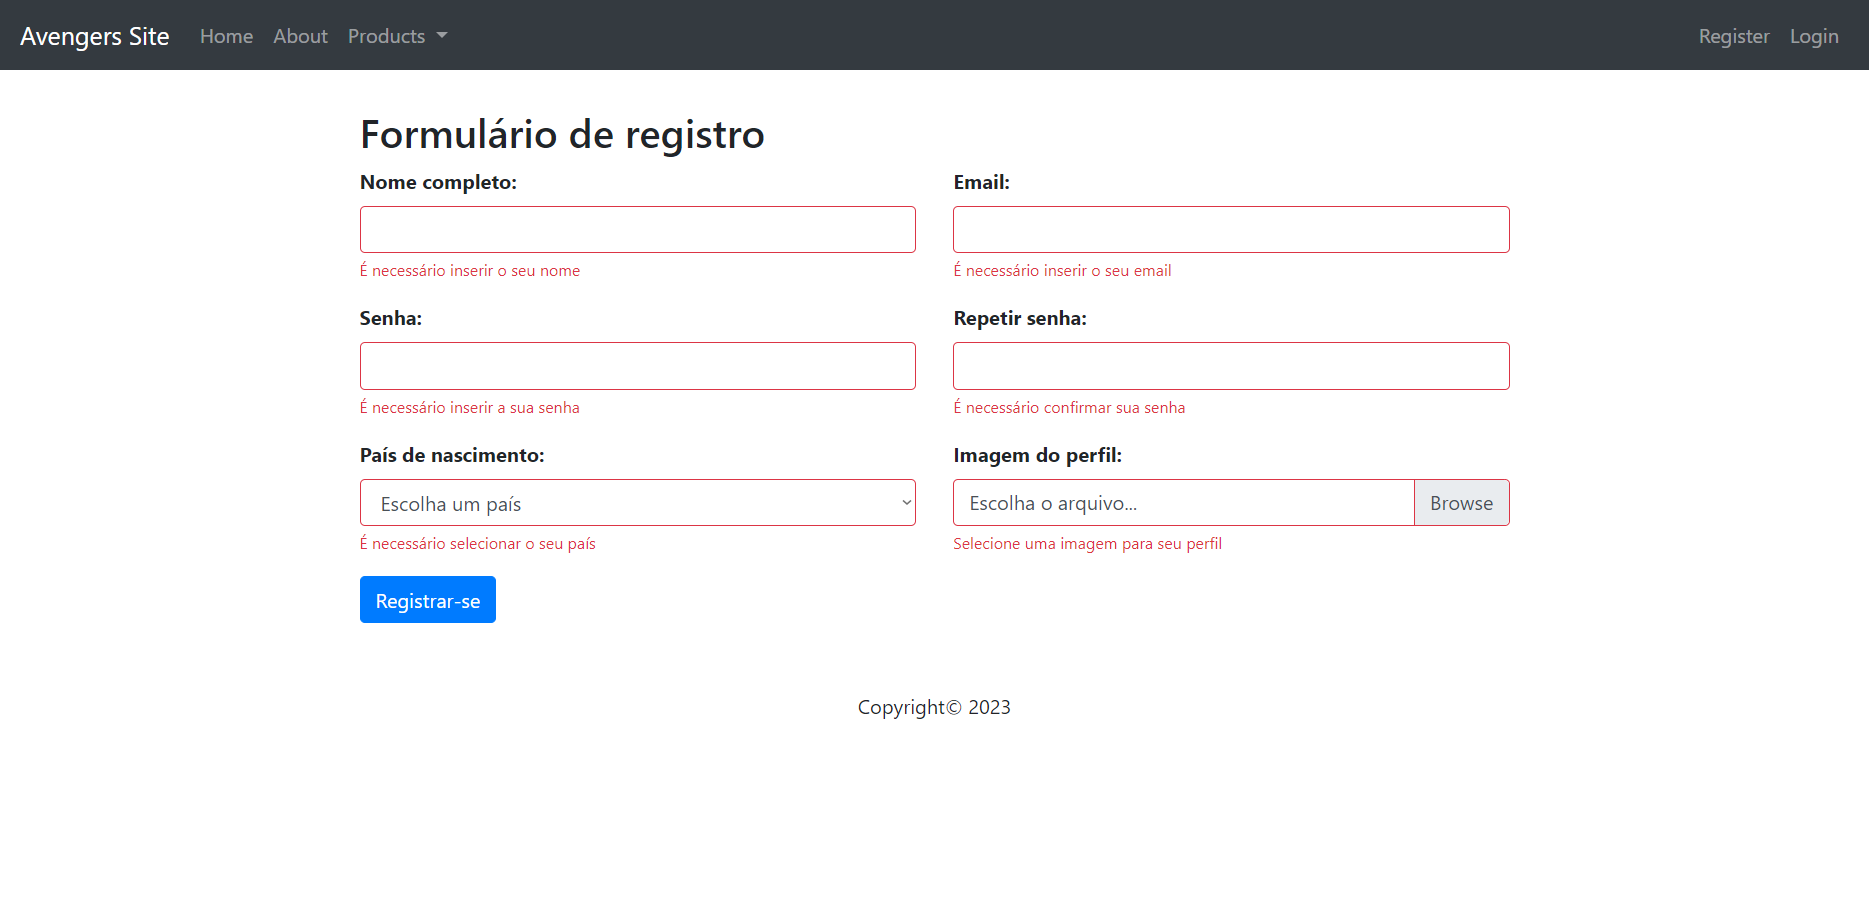 Avengers Site Home About Products Register Login
Formulário de registro
Nome completo: Email:
É necessário inserir o seu nome É necessário inserir o seu email
Senha: Repetir senha:
É necessário inserir a sua senha É necessário confirmar sua senha
País de nascimento: Imagem do perfil:
Escolha um país Escolha o arquivo... Browse
É necessário selecionar o seu país Selecione uma imagem para seu perfil
Registrar-se
Copyright© 2023